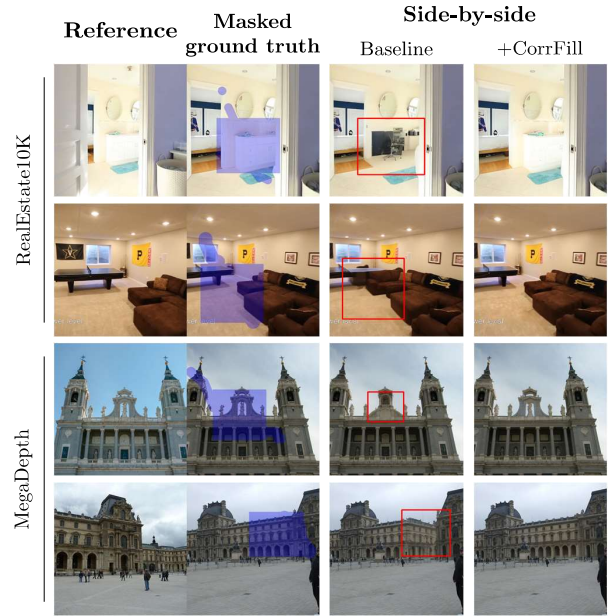 Reference
Masked
ground truth
Side-by-side
Baseline
+CorrFill
RealEstate10K
P
P
P
P
MegaDepth